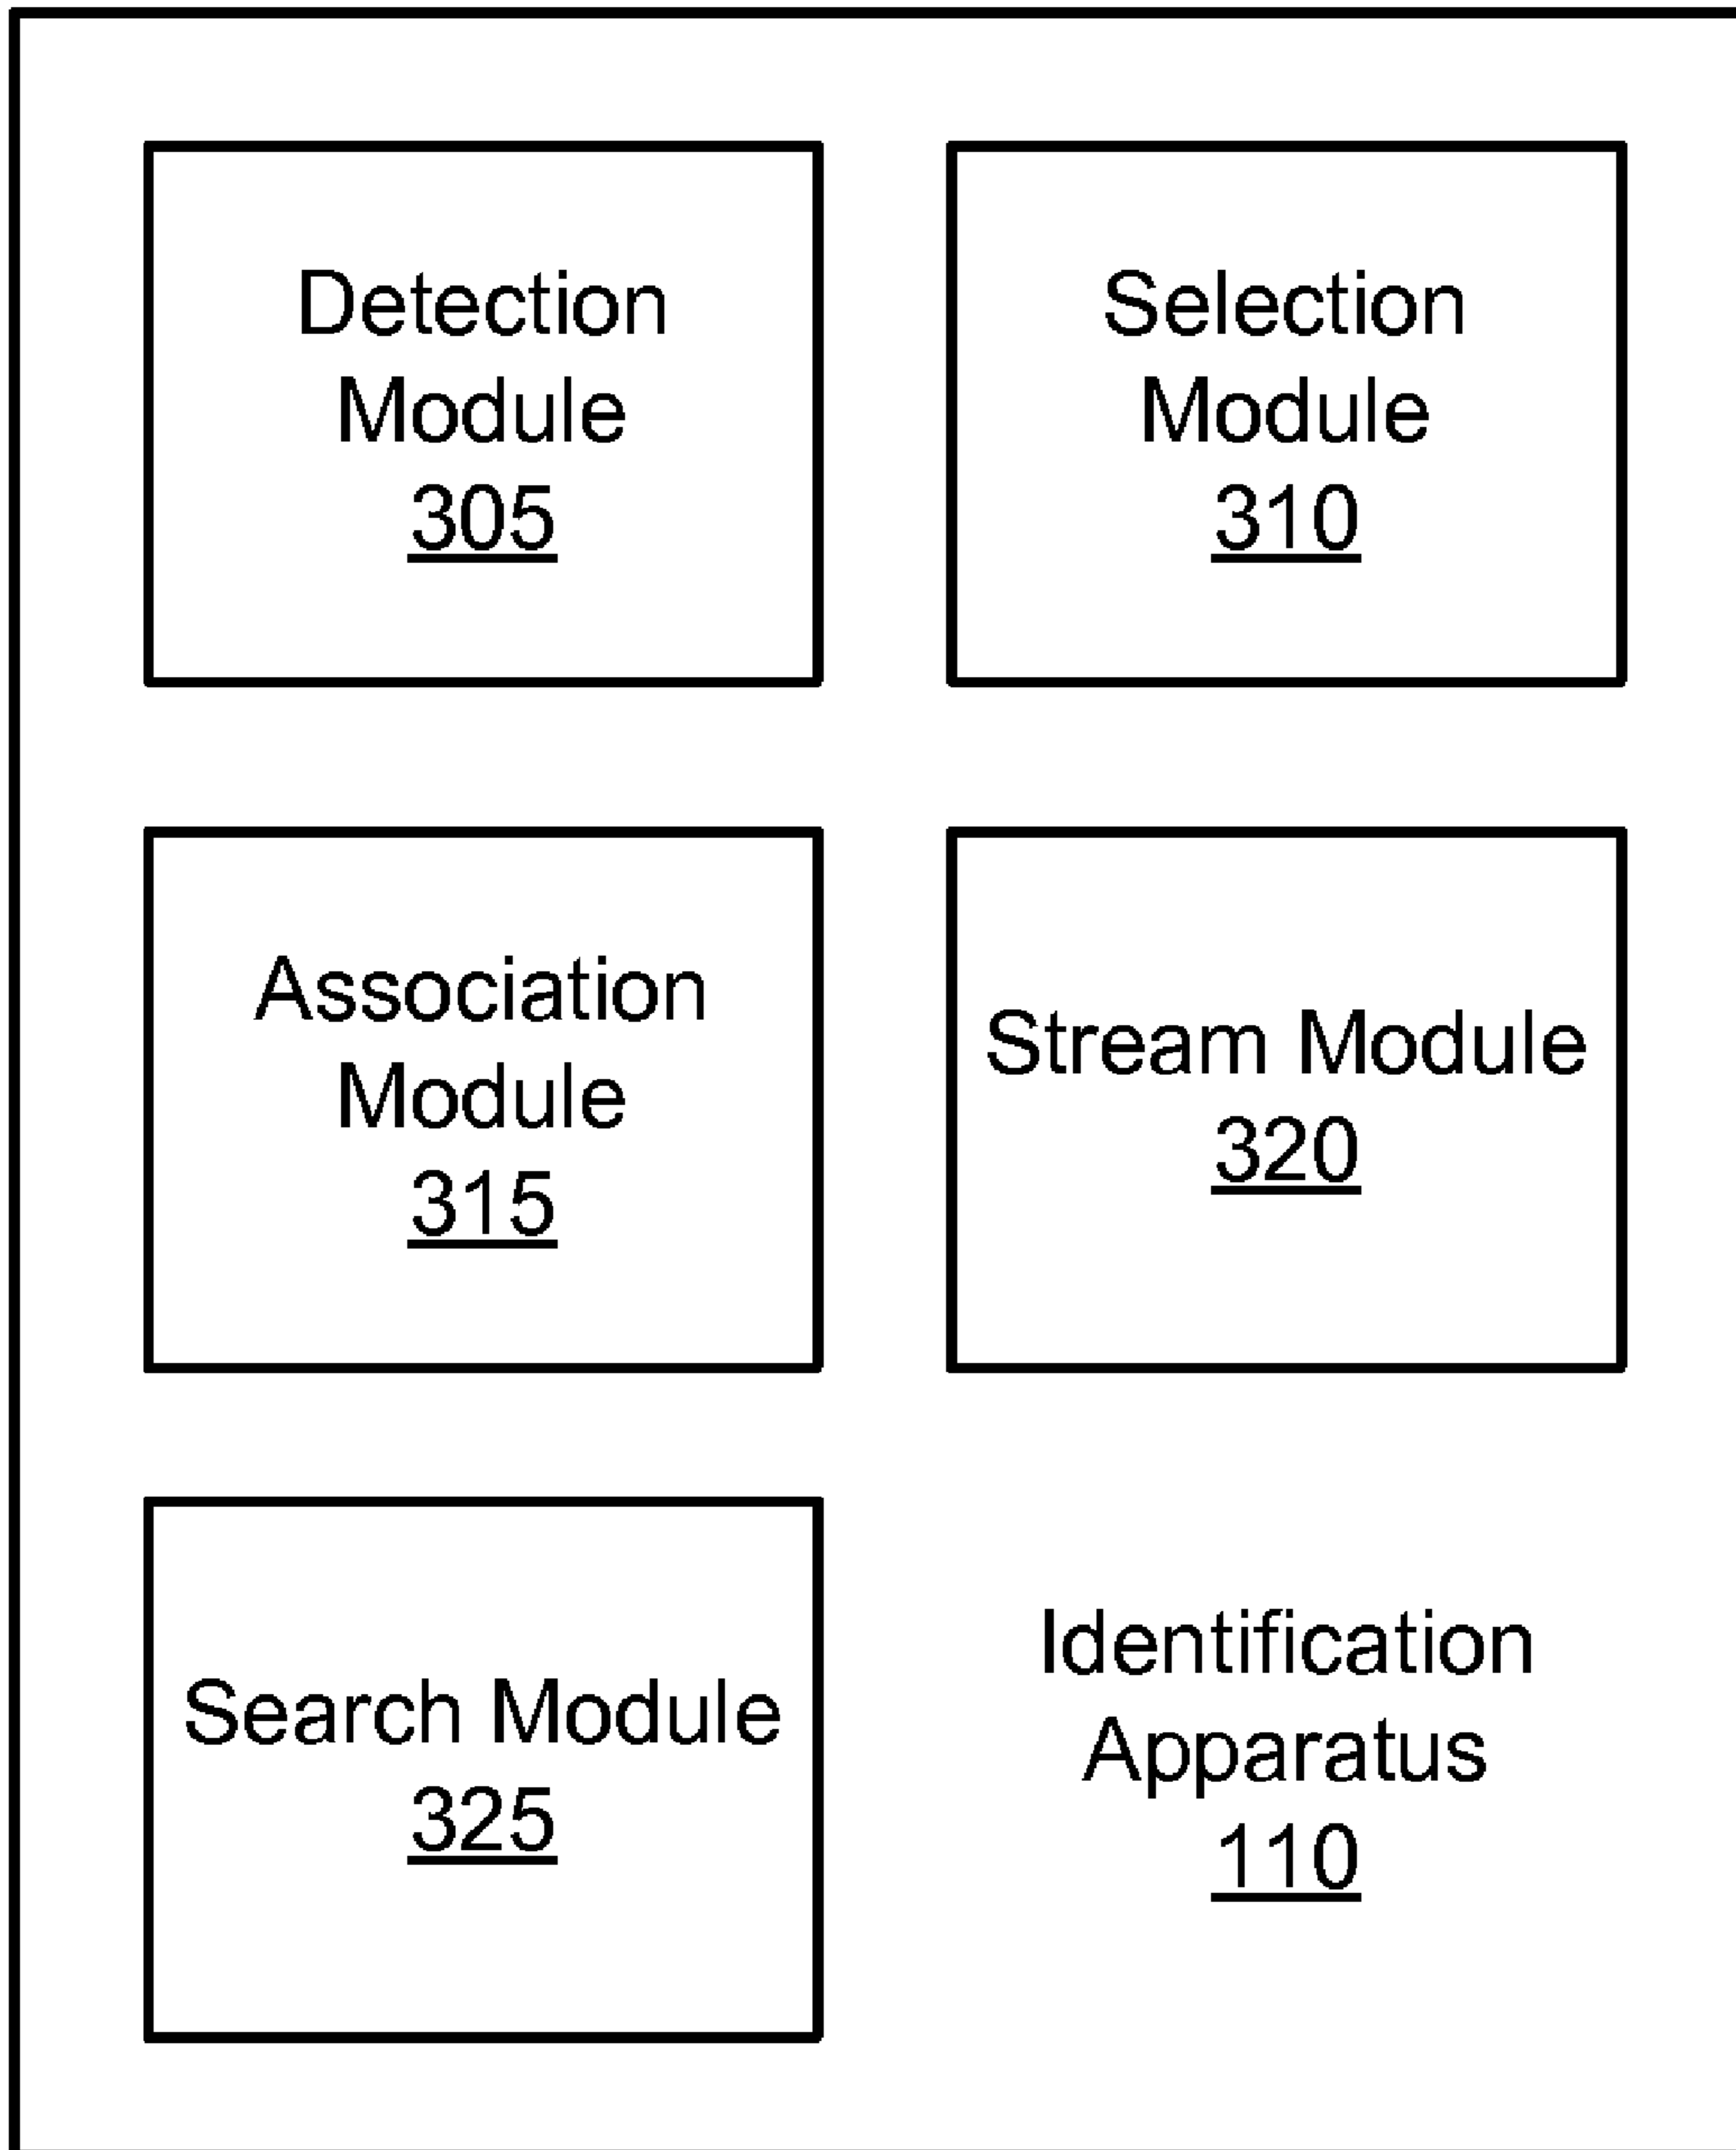 Detection
Module
305
Selection
Module
310
Association
Module
315
Stream Module
320
Search Module
325
Identification
Apparatus
110